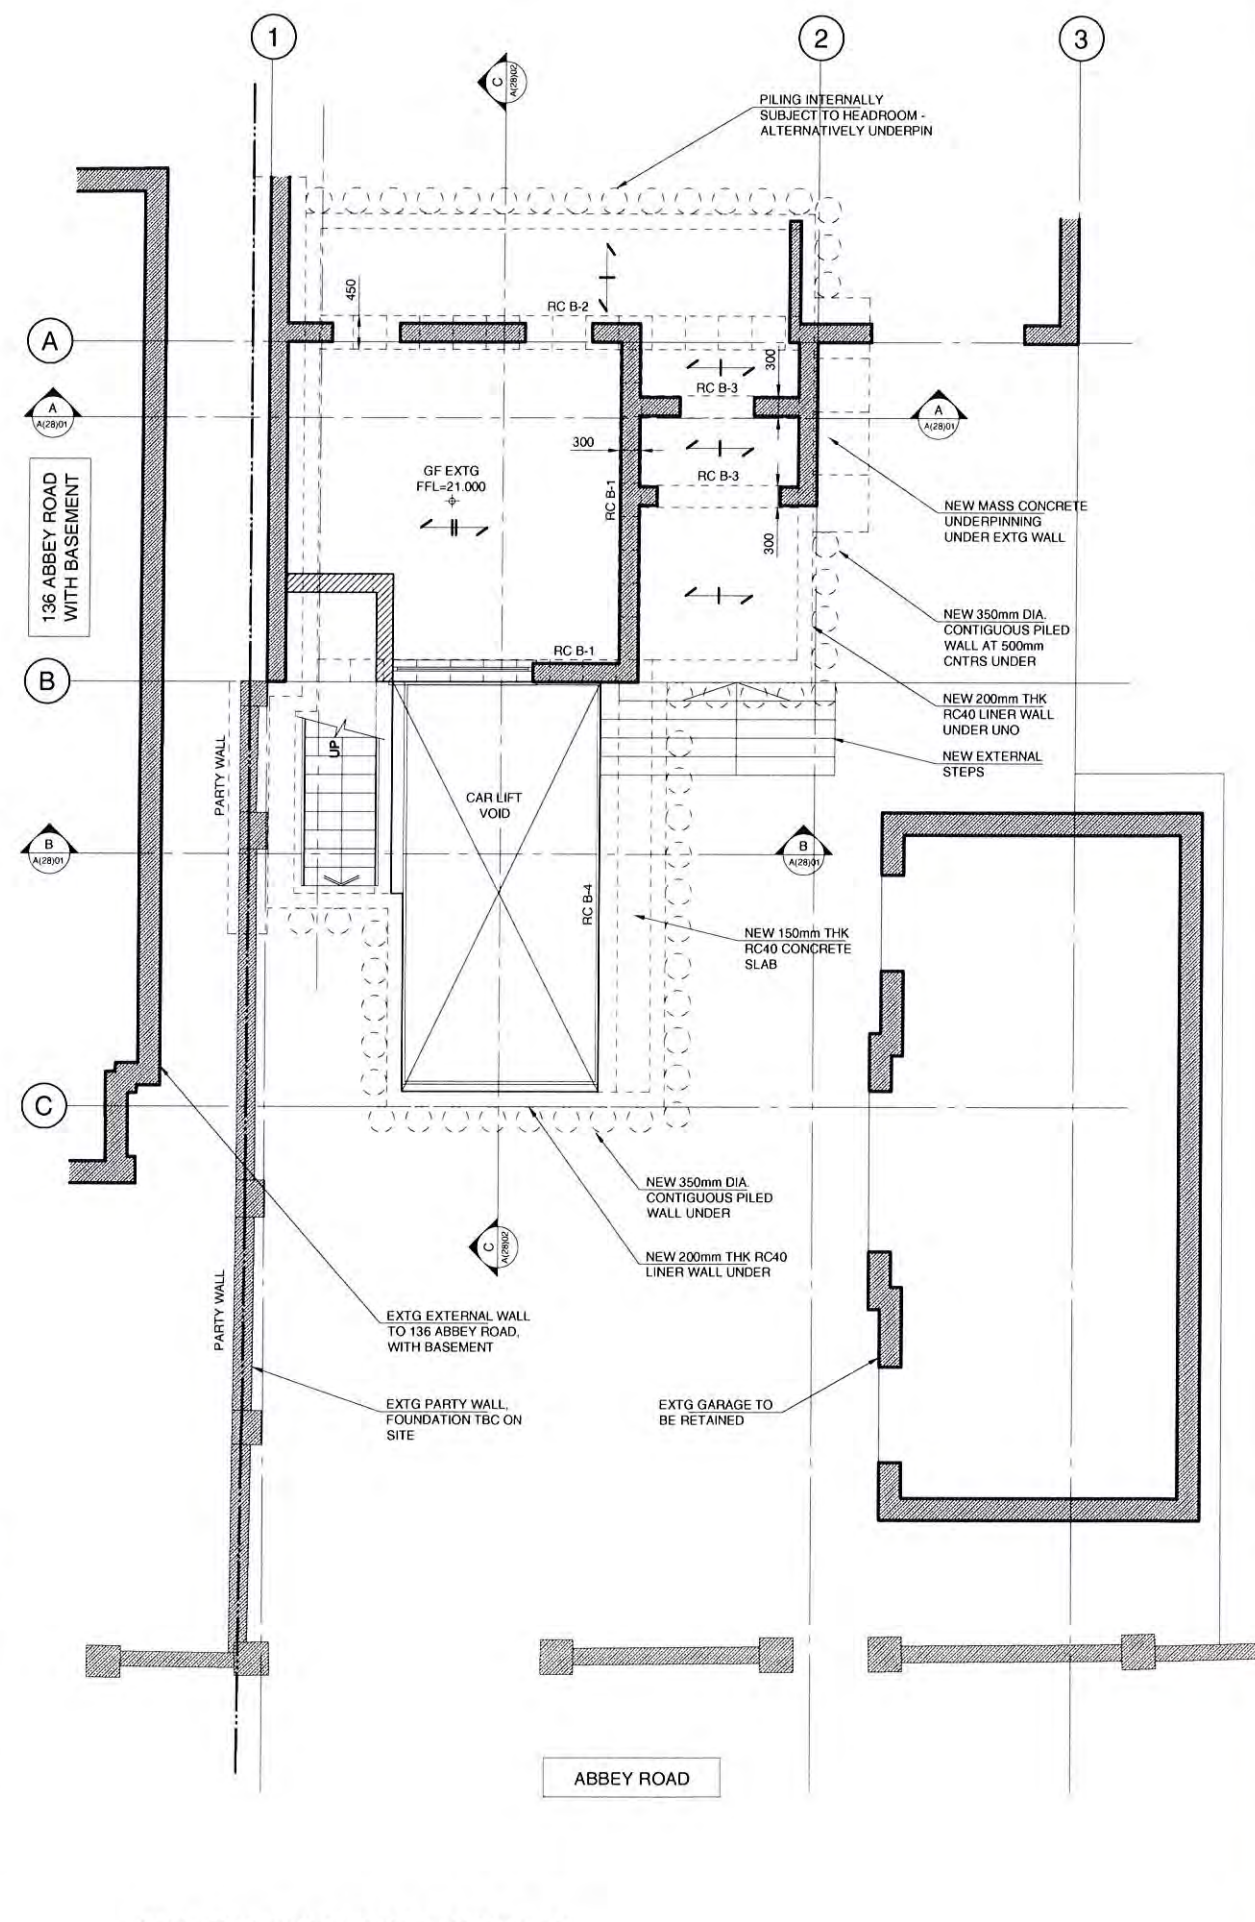 1
2
3
C
A(28)02
PILING INTERNALLY
SUBJECT TO HEADROOM -
ALTERNATIVELY UNDERPIN
450
RC B-2
A
300
RC B-3
A
A(28)01
A
A(28)01
300
RC B-3
GF EXTG
FFL=21.000
RC B-1
136 ABBEY ROAD
WITH BASEMENT
NEW MASS CONCRETE
UNDERPINNING
UNDER EXTG WALL
300
NEW 350mm DIA.
CONTIGUOUS PILED
WALL AT 500mm
CNTRS UNDER
RC B-1
B
NEW 200mm THK
RC40 LINER WALL
UNDER UNO
UP
PARTY WALL
NEW EXTERNAL
STEPS
CAR LIFT
VOID
B
A(28)01
B
A(28)01
RC B-4
NEW 150mm THK
RC40 CONCRETE
SLAB
C
NEW 350mm DIA.
CONTIGUOUS PILED
WALL UNDER
C
A(28)02
NEW 200mm THK RC40
LINER WALL UNDER
PARTY WALL
EXTG EXTERNAL WALL
TO 136 ABBEY ROAD,
WITH BASEMENT
EXTG PARTY WALL,
FOUNDATION TBC ON
SITE
EXTG GARAGE TO
BE RETAINED
ABBEY ROAD